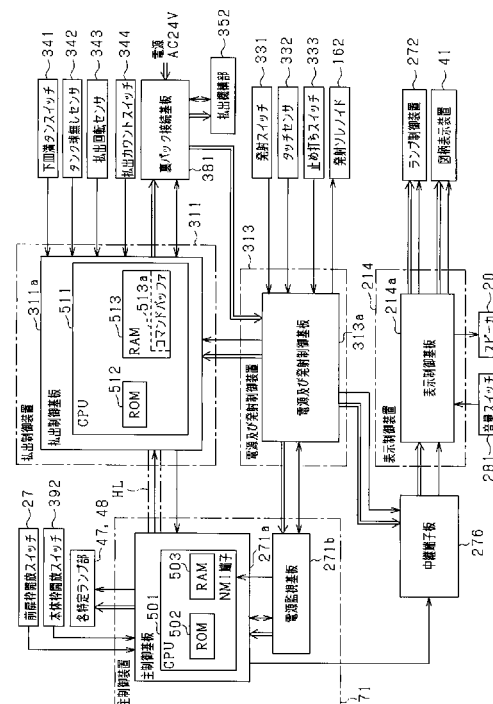 下皿満タンスイッチ 341
タンク球無しセンサ 342
払出回転センサ 343
払出カウントスイッチ 344
電源
AC24V
裏パック接続基板
381
払出機構部 352
発射スイッチ 331
タッチセンサ 332
止め打ちスイッチ 333
発射ソレノイド 162
ランプ制御装置 272
図柄表示装置 41
311
311a
払出制御装置
払出制御基板
511
CPU
513
RAM
513a
コマンドバッファ
512
ROM
313
電源及び発射制御装置
電源及び発射制御基板
313a
214
214a
表示制御装置
表示制御基板
スピーカ 20
音量スイッチ
281
HL
前扉枠開放スイッチ 27
本体枠開放スイッチ 392
各特定ランプ部 47, 48
主制御装置
主制御基板
501
CPU
502
ROM
503
RAM
NMI端子
271a
電源監視基板
271b
中継端子板
276